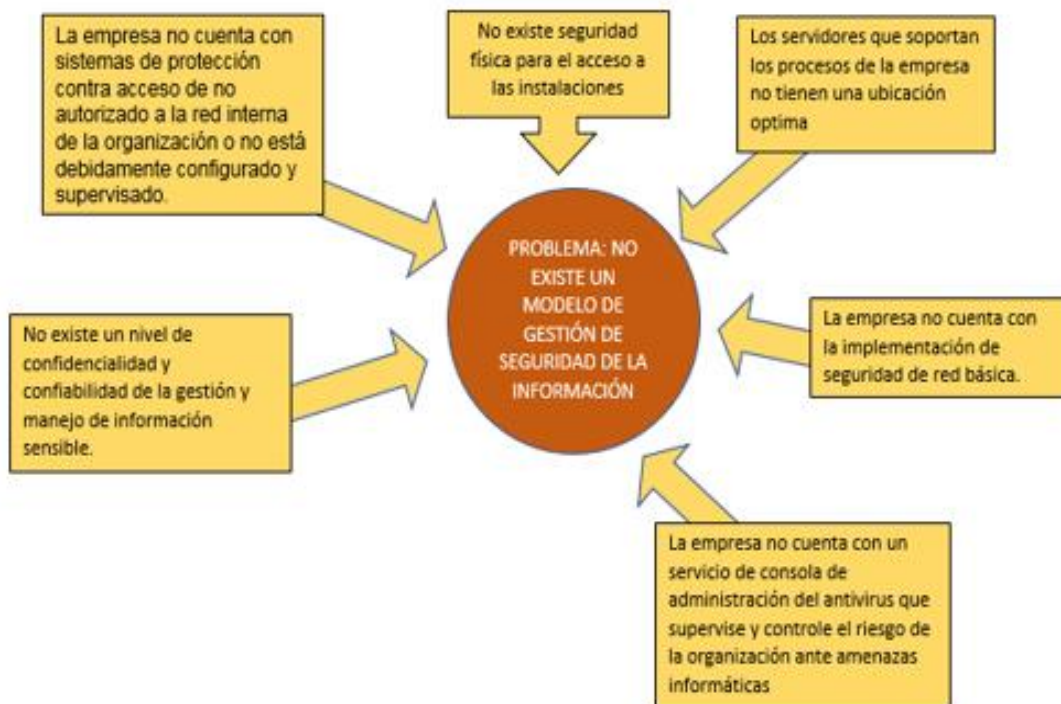 La empresa no cuenta con
sistemas de protección
contra acceso de no
autorizado a la red interna
de la organización o no está
debidamente configurado y
supervisado.
No existe seguridad
física para el acceso a
las instalaciones
Los servidores que soportan
los procesos de la empresa
no tienen una ubicación
optima
PROBLEMA: NO
EXISTE UN
MODELO DE
GESTIÓN DE
SEGURIDAD DE LA
INFORMACIÓN
No existe un nivel de
confidencialidad y
confiabilidad de la gestión y
manejo de información
sensible.
La empresa no cuenta con
la implementación de
seguridad de red básica.
La empresa no cuenta con un
servicio de consola de
administración del antivirus que
supervise y controle el riesgo de
la organización ante amenazas
informáticas